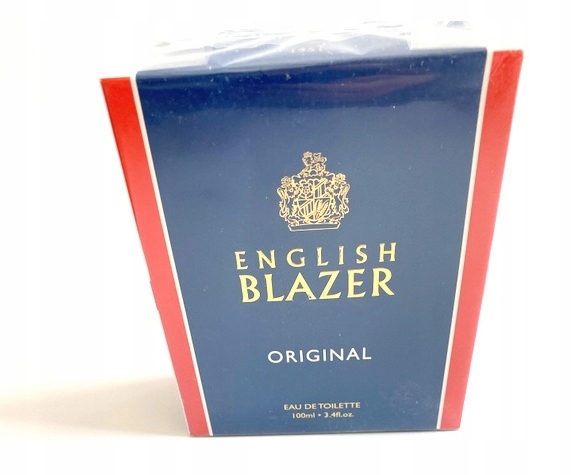 ENGLISH
BLAZER
ORIGINAL
EAU DE TOILETTE
100ml • 3.4fl.oz.